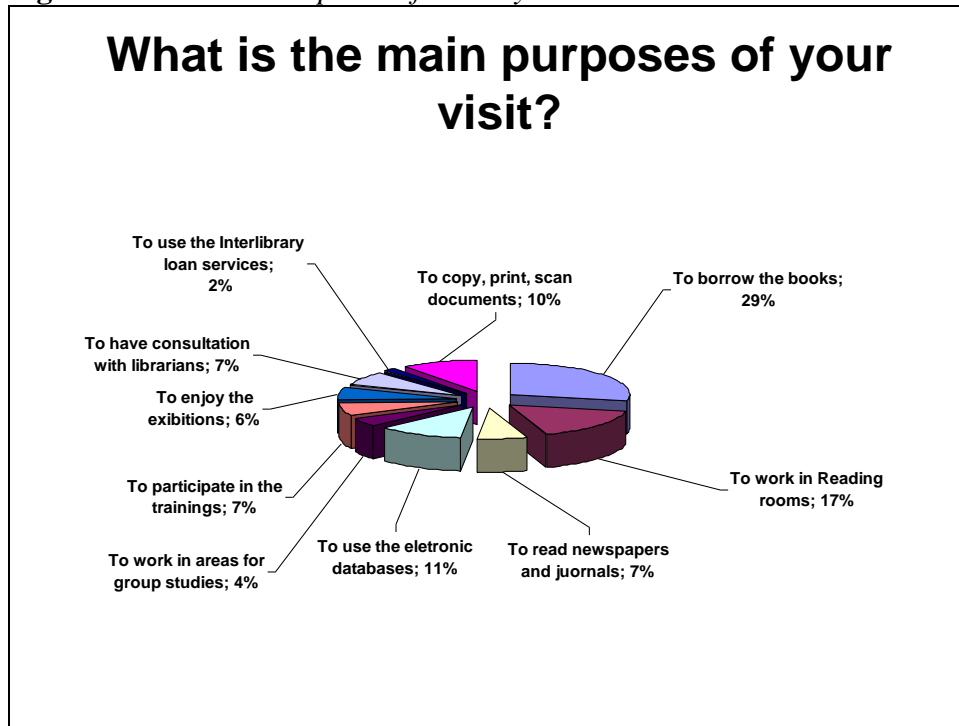 What is the main purposes of your
visit?
To use the Interlibrary
loan services;
2%
To copy, print, scan
documents; 10%
To borrow the books;
29%
To have consultation
with librarians; 7%
To enjoy the
exibitions; 6%
To work in Reading
rooms; 17%
To participate in the
trainings; 7%
To use the eletronic
databases; 11%
To read newspapers
and juornals; 7%
To work in areas for
group studies; 4%